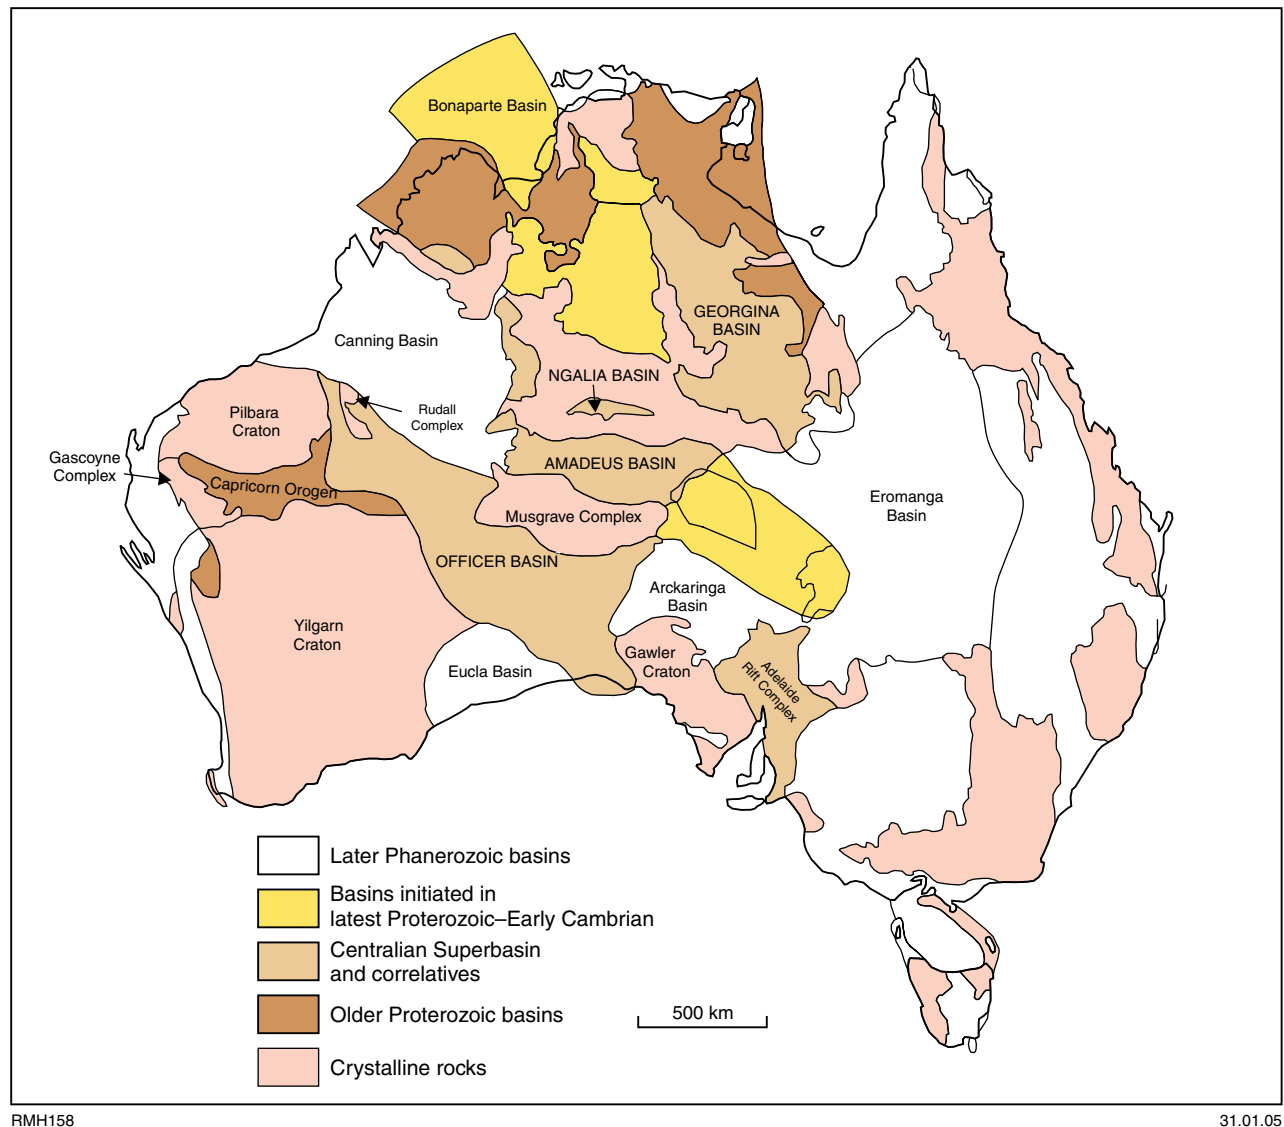 Bonaparte Basin
GEORGINA
BASIN
Canning Basin
NGALIA BASIN
Rudall
Complex
Pilbara
Craton
Gascoyne
Complex
AMADEUS BASIN
Capricorn Orogen
Musgrave Complex
Eromanga
Basin
OFFICER BASIN
Arckaringa
Basin
Yilgarn
Craton
Eucla Basin
Gawler
Craton
Adelaide
Rift Complex
Later Phanerozoic basins
Basins initiated in
latest Proterozoic–Early Cambrian
Centralian Superbasin
and correlatives
Older Proterozoic basins
500 km
Crystalline rocks
RMH158
31.01.05